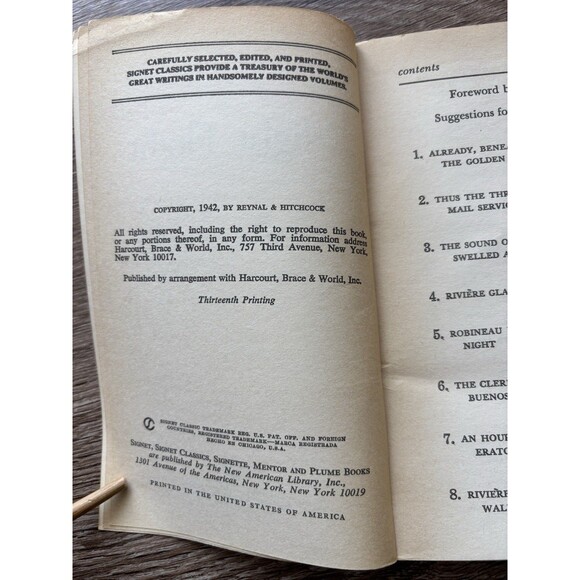 CAREFULLY SELECTED, EDITED, AND PRINTED,
SIGNET CLASSICS PROVIDE A TREASURY OF THE WORLD'S
GREAT WRITINGS IN HANDSOMELY DESIGNED VOLUMES.
COPYRIGHT, 1942, BY REYNAL & HITCHCOCK
All rights reserved, including the right to reproduce this book,
or any portions thereof, in any form. For information address
Harcourt, Brace & World, Inc., 757 Third Avenue, New York,
New York 10017.
Published by arrangement with Harcourt, Brace & World, Inc.
Thirteenth Printing
SIGNET CLASSIC TRADEMARK REG. U.S. PAT. OFF. AND FOREIGN
COUNTRIES, REGISTERED TRADEMARK—MARCA REGISTRADA
HECHO EN CHICAGO, U.S.A.
SIGNET, SIGNET CLASSICS, SIGNETTE, MENTOR AND PLUME BOOKS
are published by The New American Library, Inc.,
1301 Avenue of the Americas, New York, New York 10019
PRINTED IN THE UNITED STATES OF AMERICA
contents
Foreword b
Suggestions fo
1. ALREADY, BENEA
THE GOLDEN
2. THUS THE THR
MAIL SERVIC
3. THE SOUND O
SWELLED A
4. RIVIÈRE GLA
5. ROBINEAU
NIGHT
6. THE CLER
BUENOS
7. AN HOUR
ERATO
8. RIVIÈR
WAL